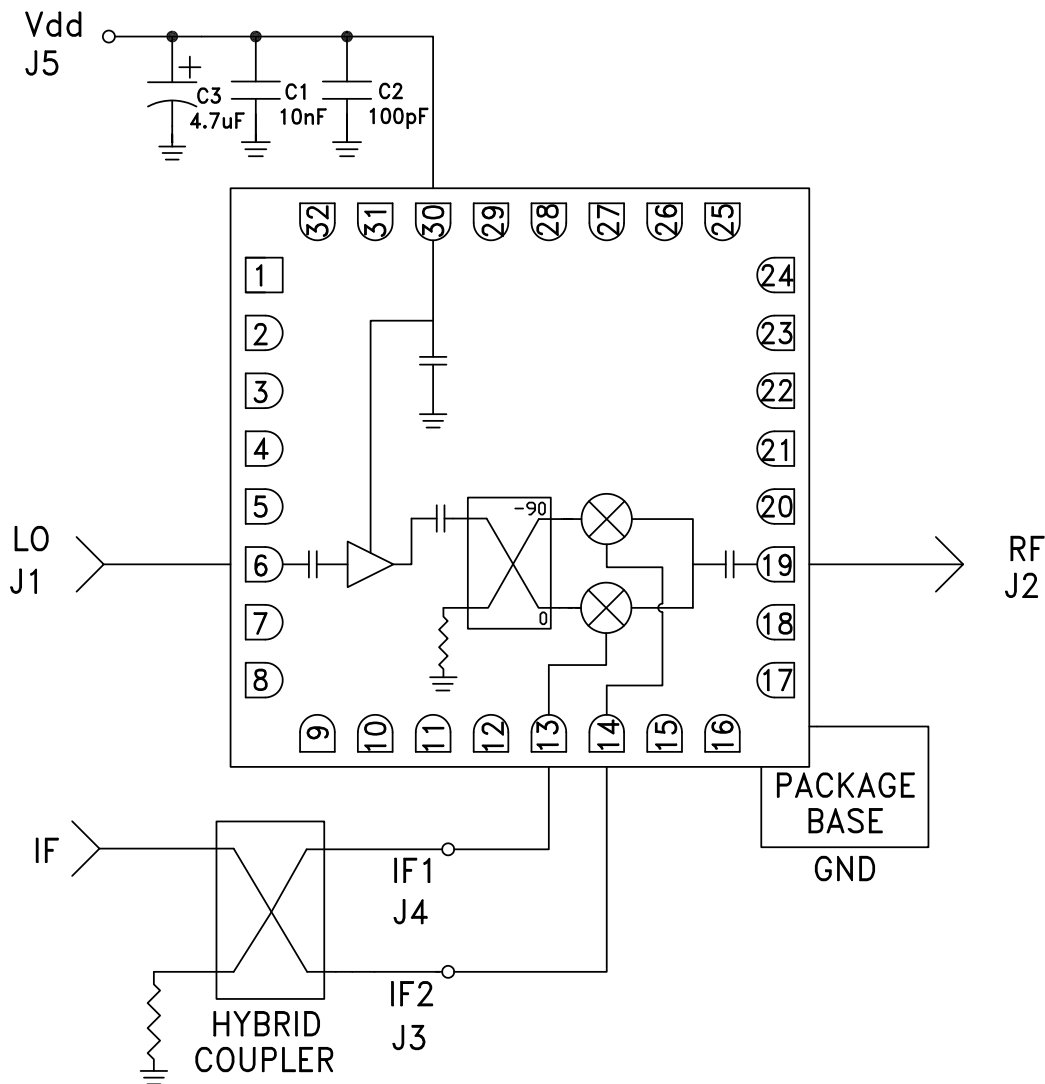 Vdd
J5
+
C3
4.7uF
C1
10nF
C2
100pF
32 31 30 29 28 27 26 25
1
2
3
4
5
6
7
8
24
23
22
21
20
19
18
17
-90
0
LO
J1
RF
J2
9 10 11 12 13 14 15 16
PACKAGE
BASE
GND
IF
IF1
J4
IF2
J3
HYBRID
COUPLER